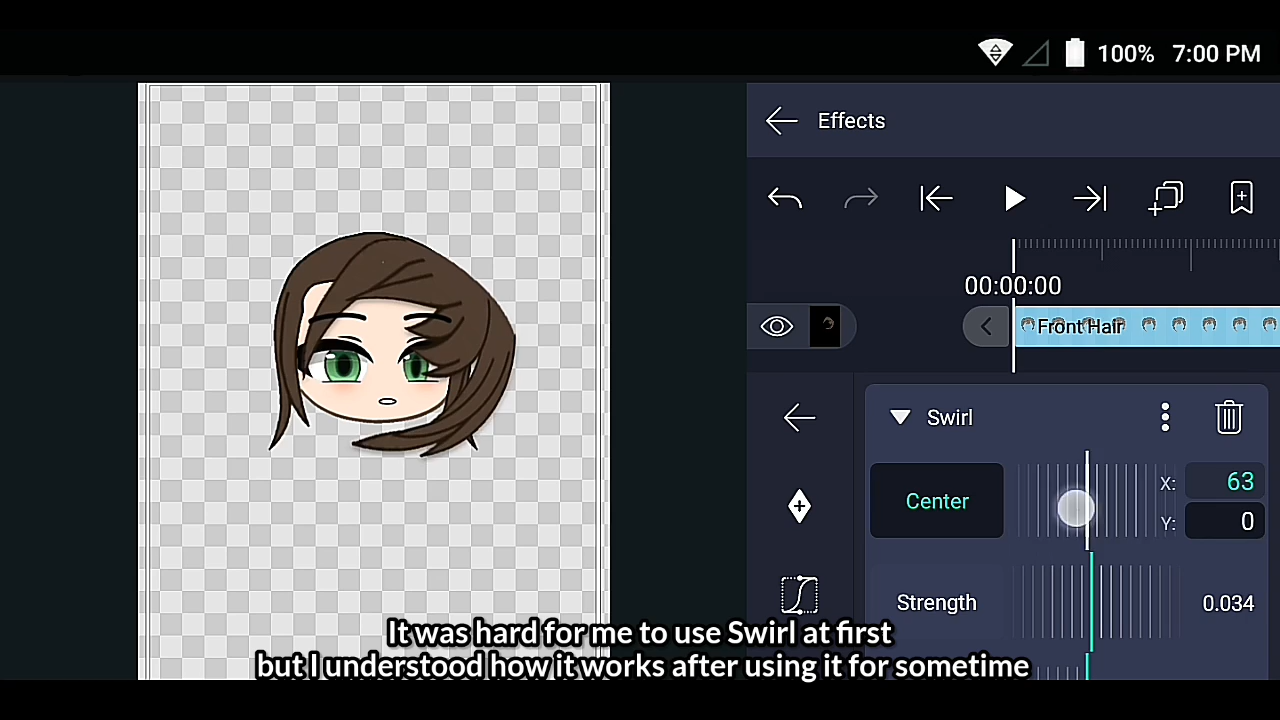 100% 7:00 PM
Effects
00:00:00
Front Hair
Swirl
Center
X: 63
Y: 0
Strength 0.034
It was hard for me to use Swirl at first
but I understood how it works after using it for sometime